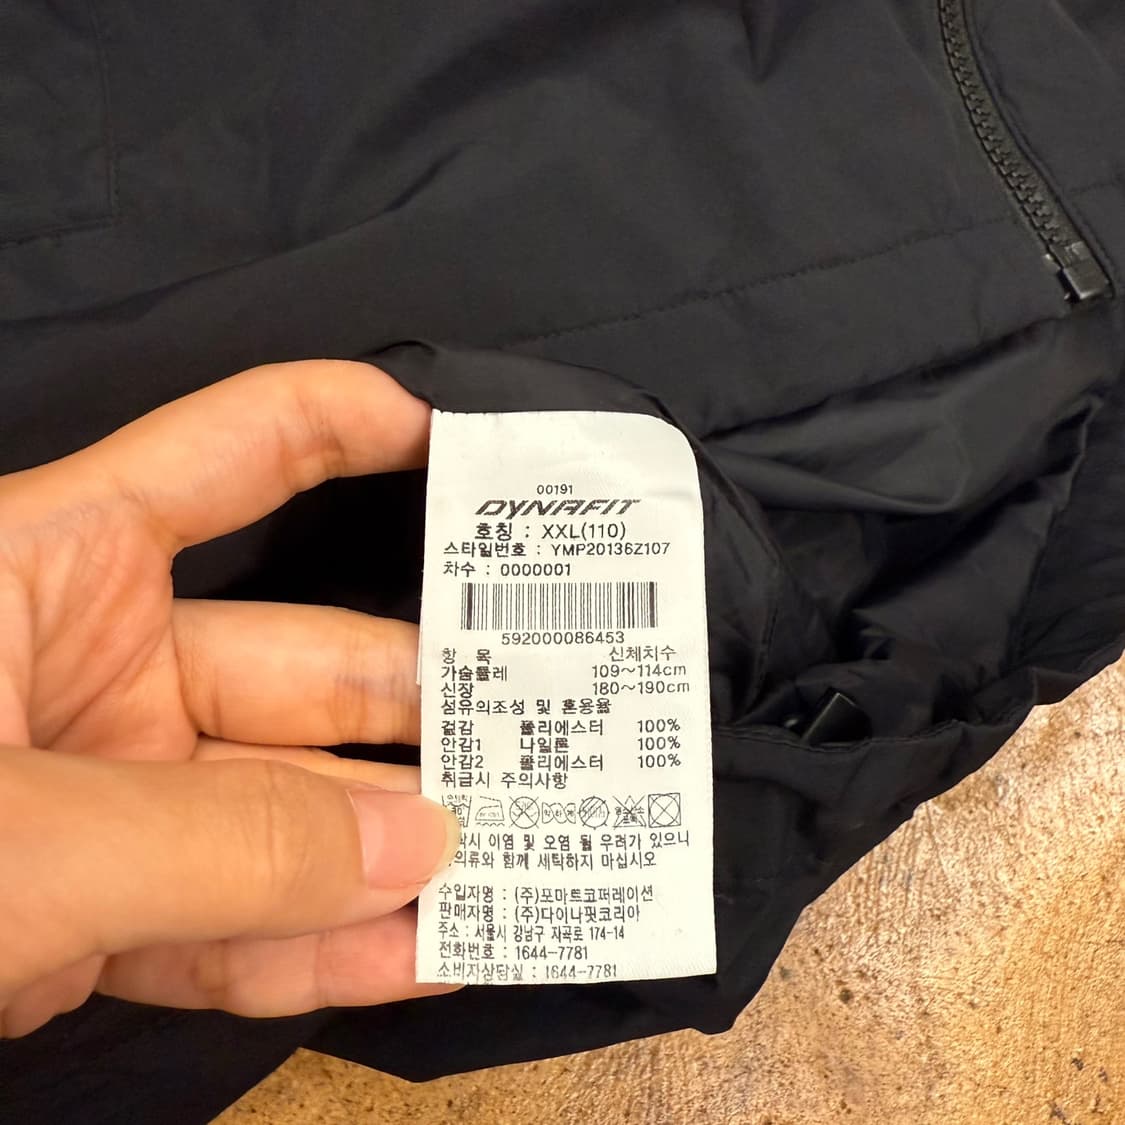 00191
DYNAFIT
호칭 : XXL(110)
스타일번호 : YMP20136Z107
차수 : 0000001
592000086453
항 목 신체치수
가슴둘레 109~114cm
신장 180~190cm
섬유의조성 및 혼용율
겉감 폴리에스터 100%
안감1 나일론 100%
안감2 폴리에스터 100%
취급시 주의사항
이염 및 오염 될 우려가 있으니
함께 세탁하지 마십시오
수입자명 : (주)포마트코퍼레이션
판매자명 : (주)다이나핏코리아
주소 : 서울시 강남구 자곡로 174-14
전화번호 : 1644-7781
소비자상담실 : 1644-7781